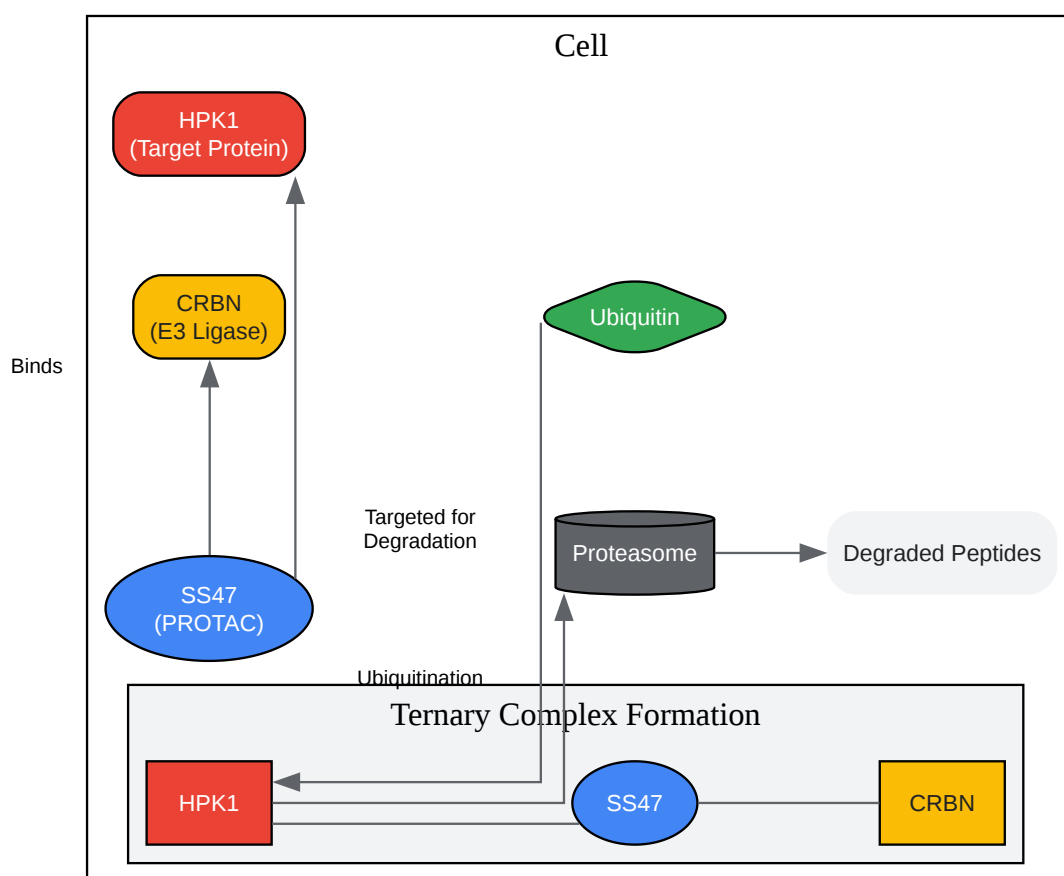 Cell
HPK1
(Target Protein)
CRBN
(E3 Ligase)
Ubiquitin
Binds
Targeted for
Degradation
Proteasome
Degraded Peptides
SS47
(PROTAC)
Ubiquitination
Ternary Complex Formation
HPK1
SS47
CRBN